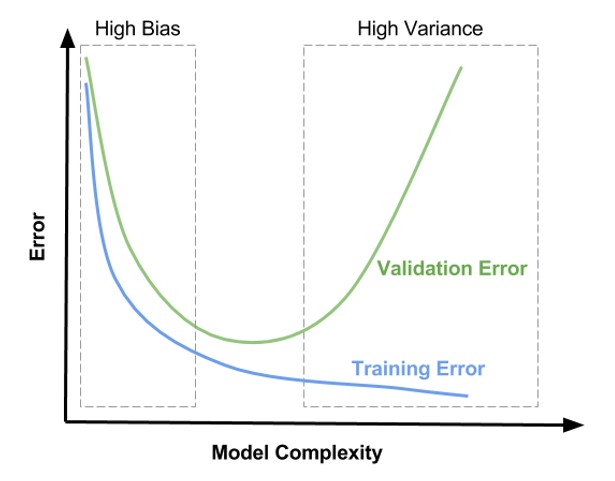 High Bias
High Variance
Error
Validation Error
Training Error
Model Complexity